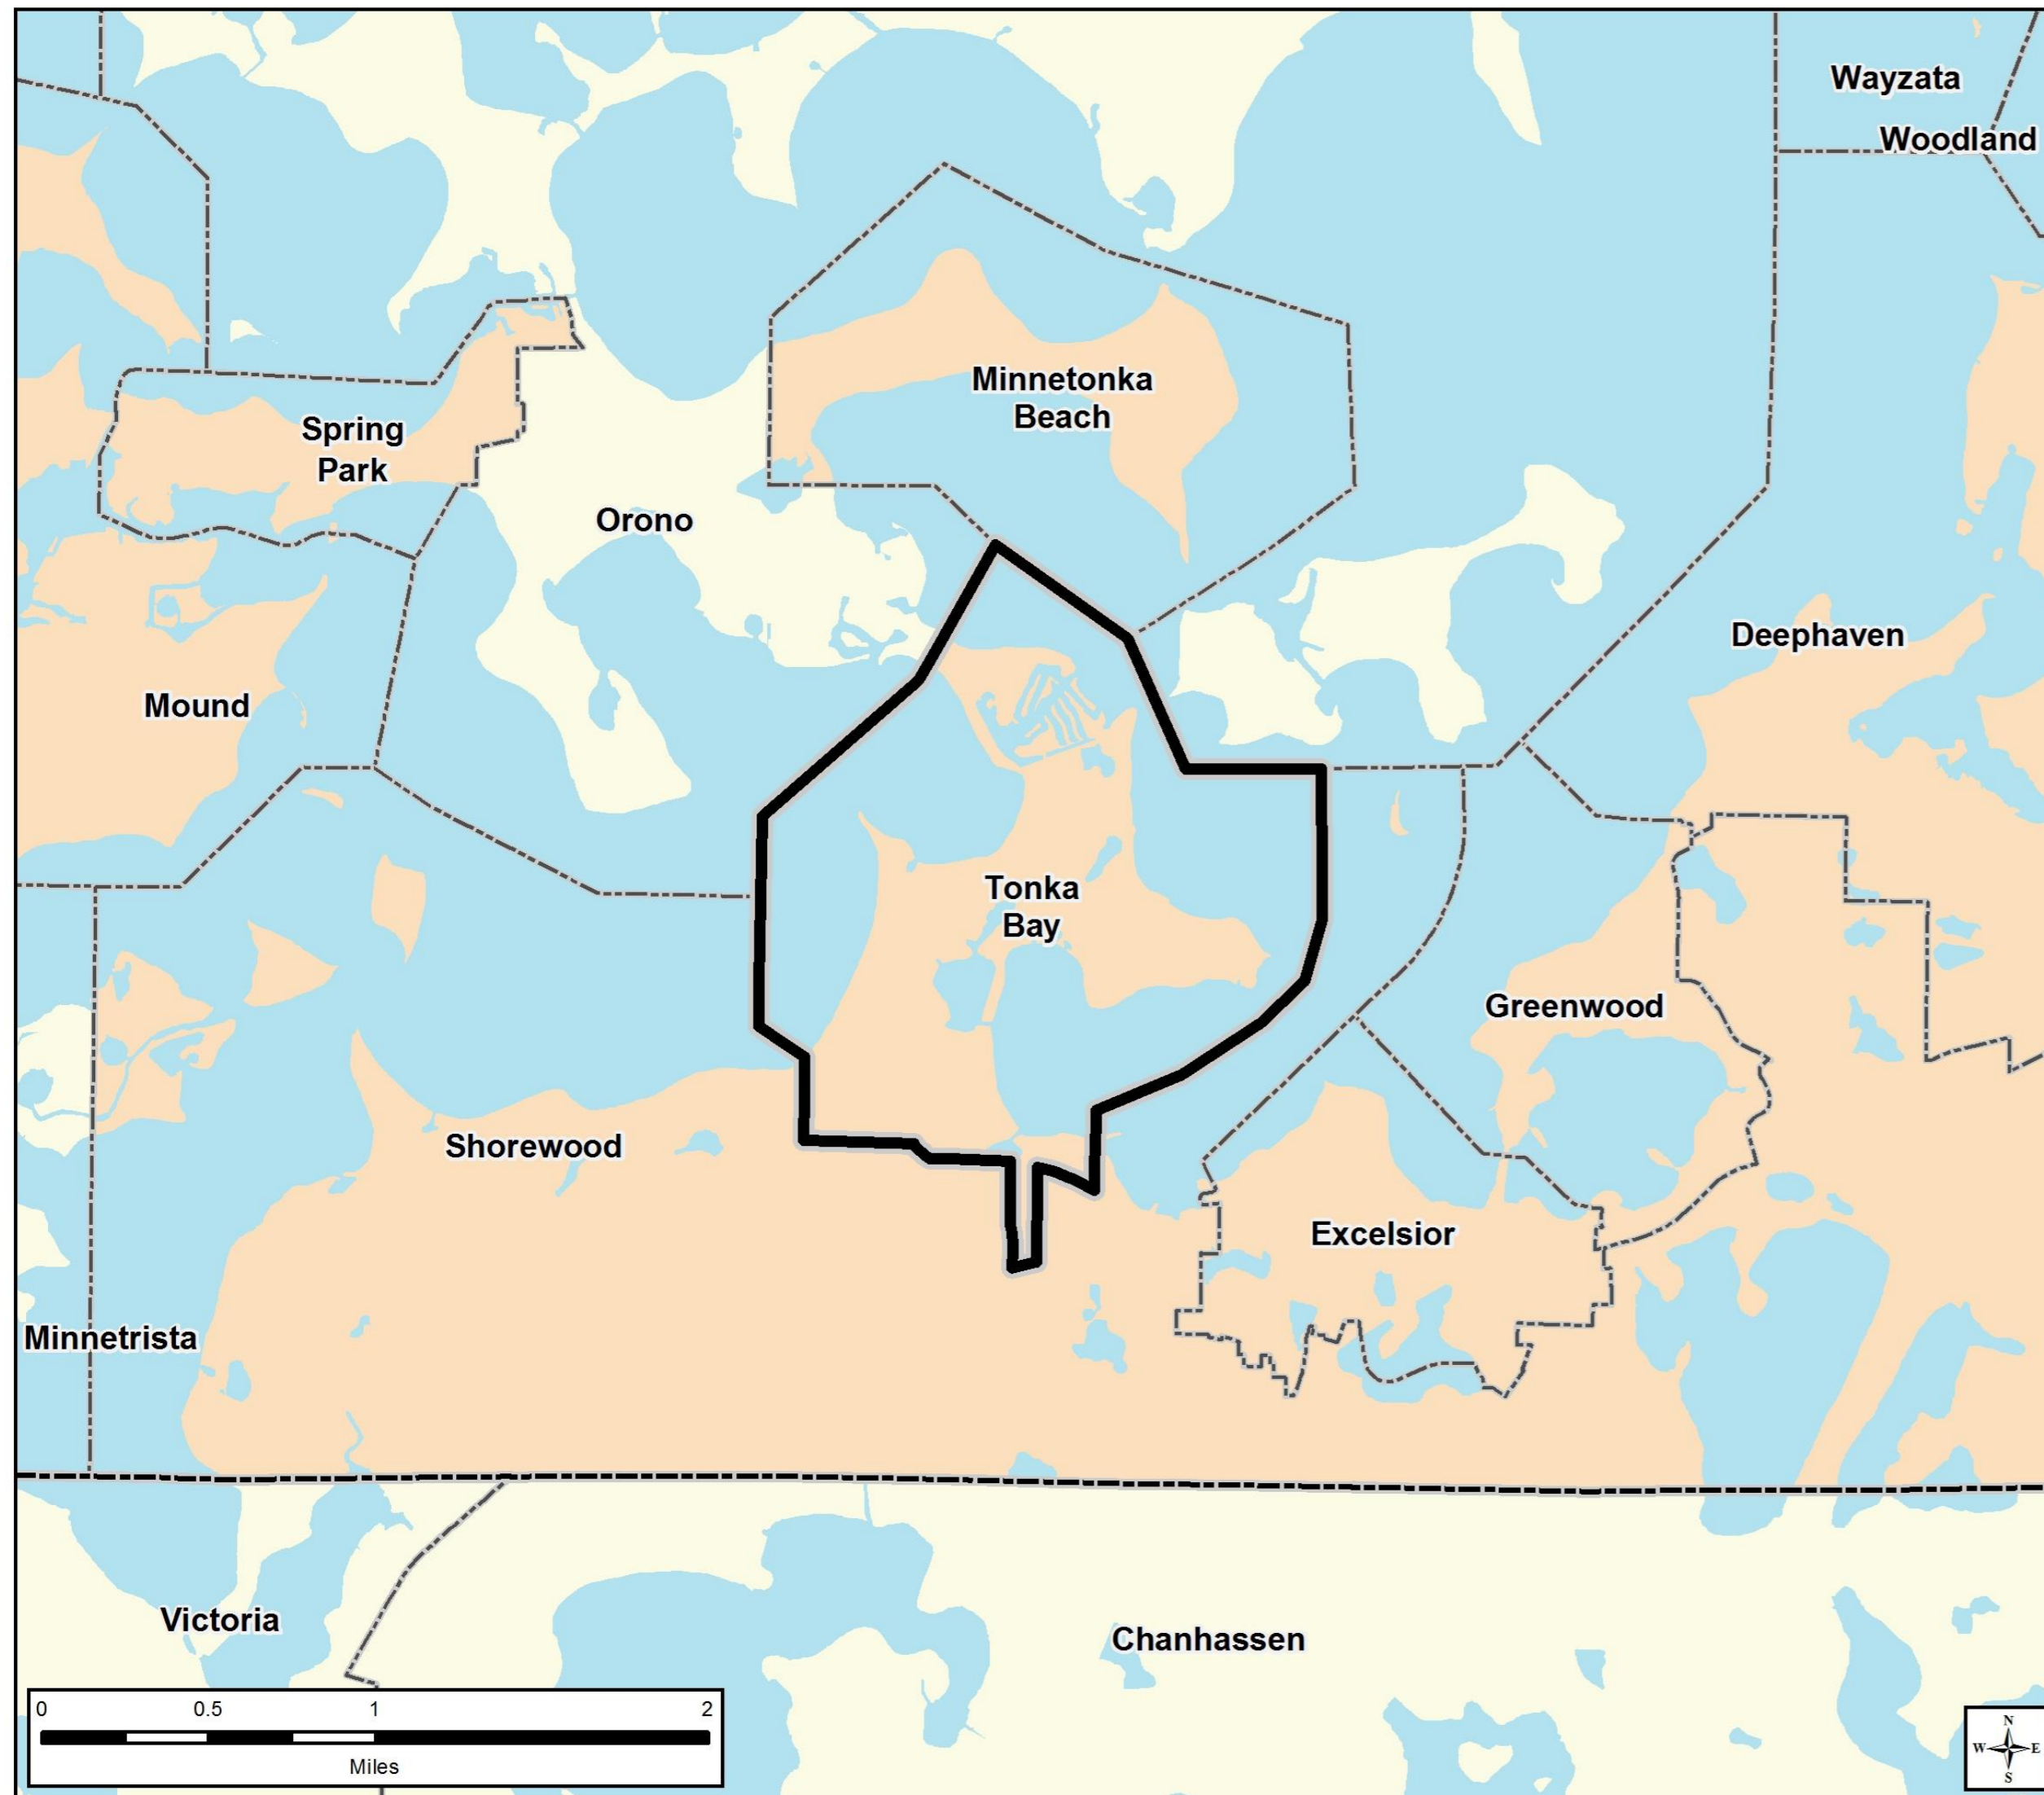 Wayzata
Woodland
Minnetonka
Beach
Spring
Park
Orono
Deephaven
Mound
Tonka
Bay
Greenwood
Shorewood
Excelsior
Minnetrista
Victoria
Chanhassen
0 0.5 1 2
Miles
N
W E
S